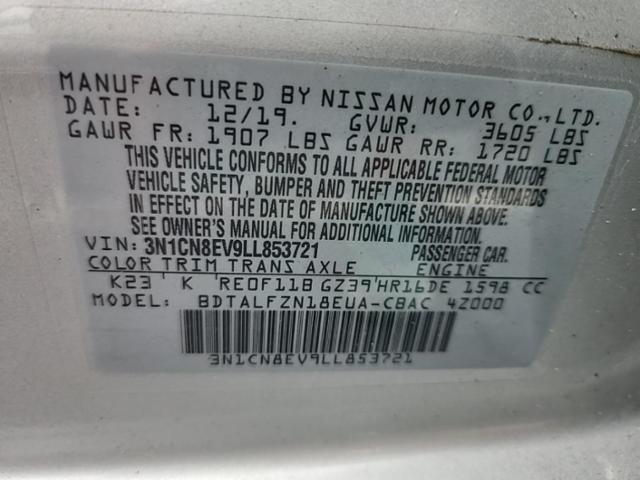 MANUFACTURED BY NISSAN MOTOR CO.,LTD.
DATE: 12/19. GVWR: 3605 LBS
GAWR FR: 1907 LBS GAWR RR: 1720 LBS
THIS VEHICLE CONFORMS TO ALL APPLICABLE FEDERAL MOTOR
VEHICLE SAFETY, BUMPER AND THEFT PREVENTION STANDARDS
IN EFFECT ON THE DATE OF MANUFACTURE SHOWN ABOVE.
SEE OWNER'S MANUAL FOR ADDITIONAL INFORMATION.
VIN: 3N1CN8EV9LL853721 PASSENGER CAR.
COLOR TRIM TRANS AXLE ENGINE
K23 K RE0F11B GZ39 HR16DE 1598 CC
MODEL: BDTALFZN18EUA-CBAC 4Z000
3N1CN8EV9LL853721